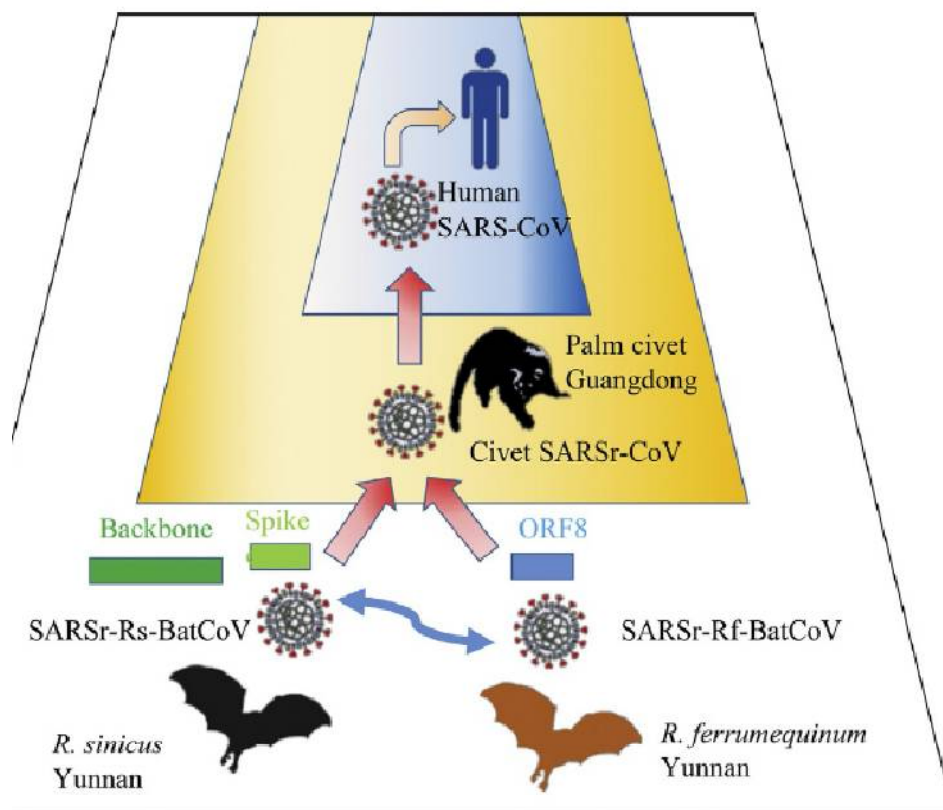 Human
SARS-CoV
Palm civet
Guangdong
Civet SARSr-CoV
Backbone
Spike
ORF8
SARSr-Rs-BatCoV
SARSr-Rf-BatCoV
R. sinicus
Yunnan
R. ferrumequinum
Yunnan